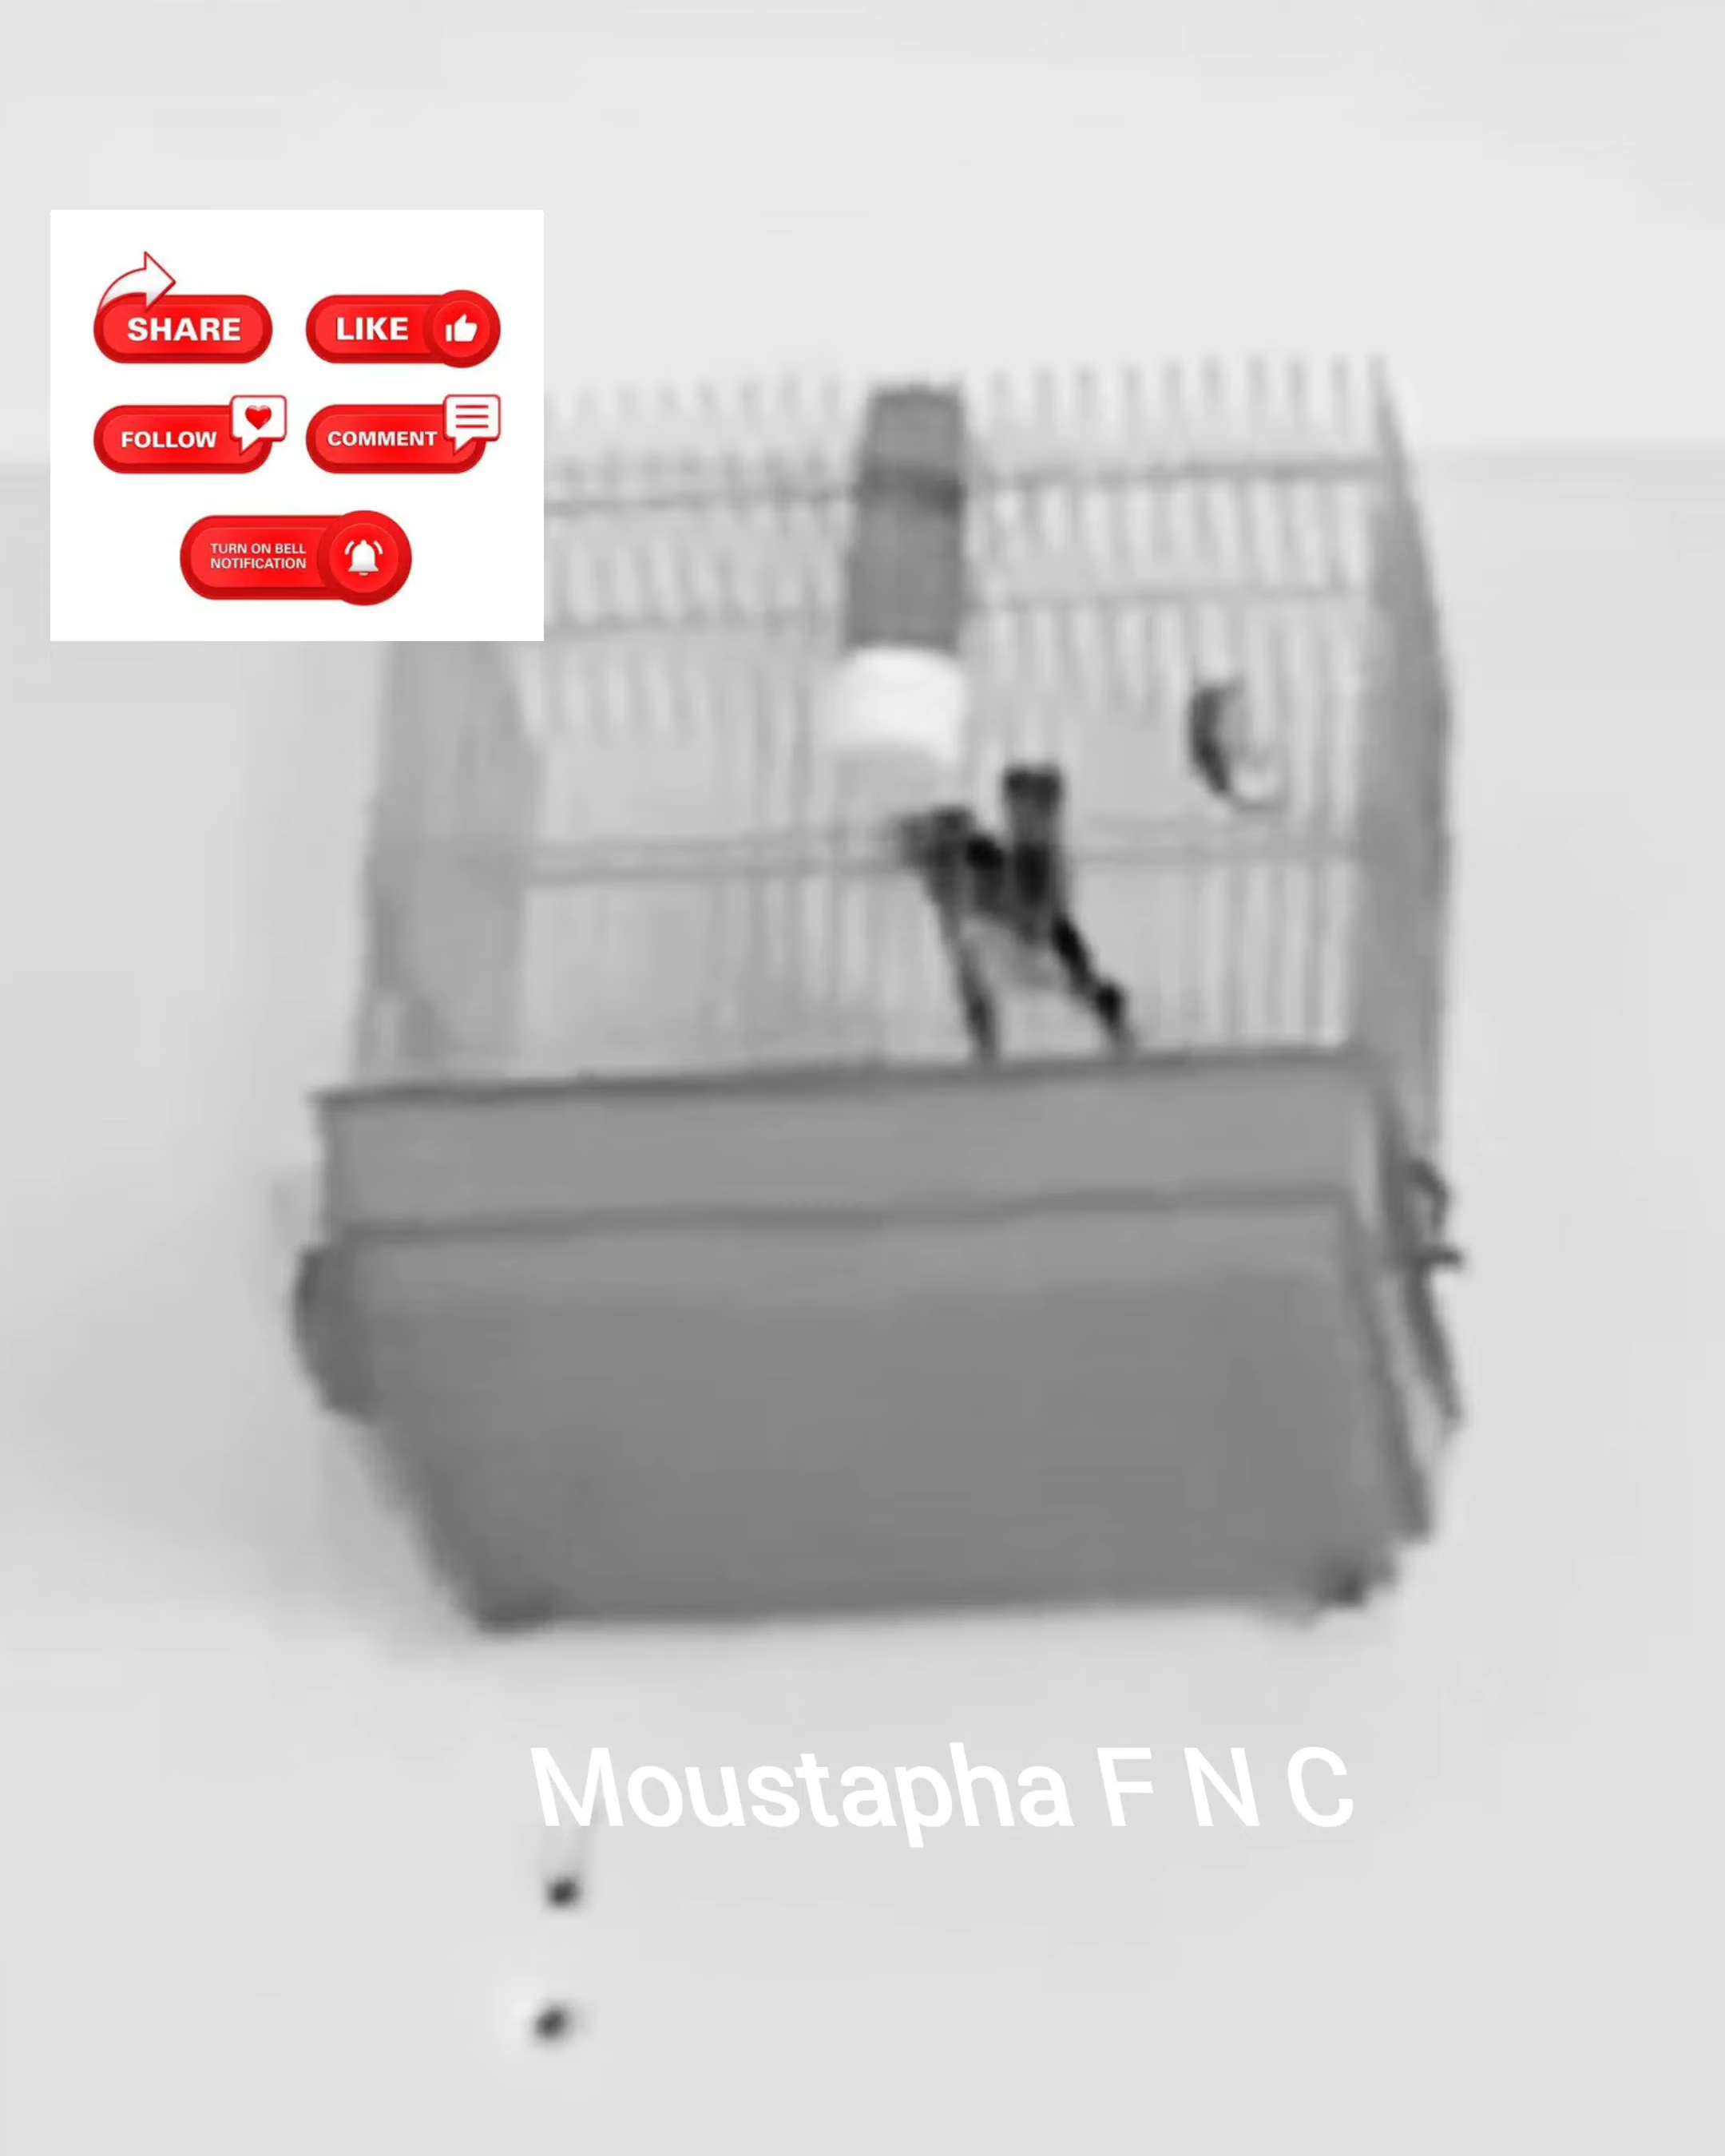 SHARE
LIKE
FOLLOW
COMMENT
TURN ON BELL
NOTIFICATION
Moustapha F N C